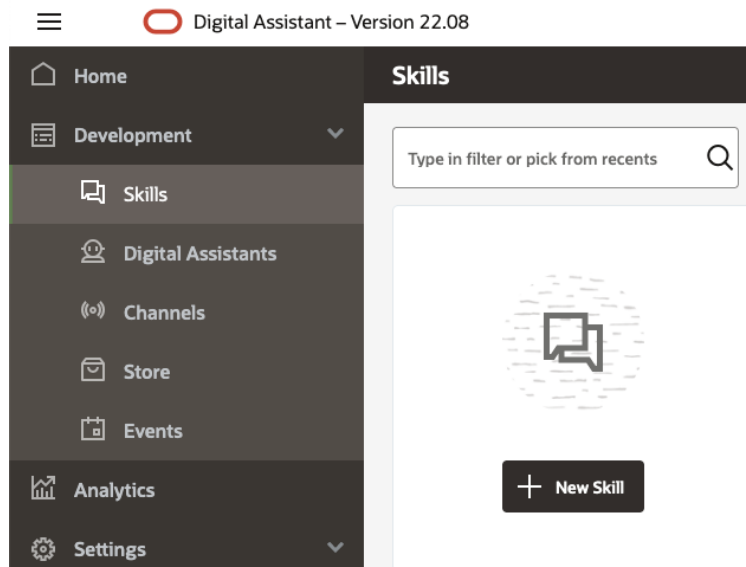 Digital Assistant – Version 22.08
Home
Development
Skills
Digital Assistants
Channels
Store
Events
Analytics
Settings
Skills
Type in filter or pick from recents
New Skill